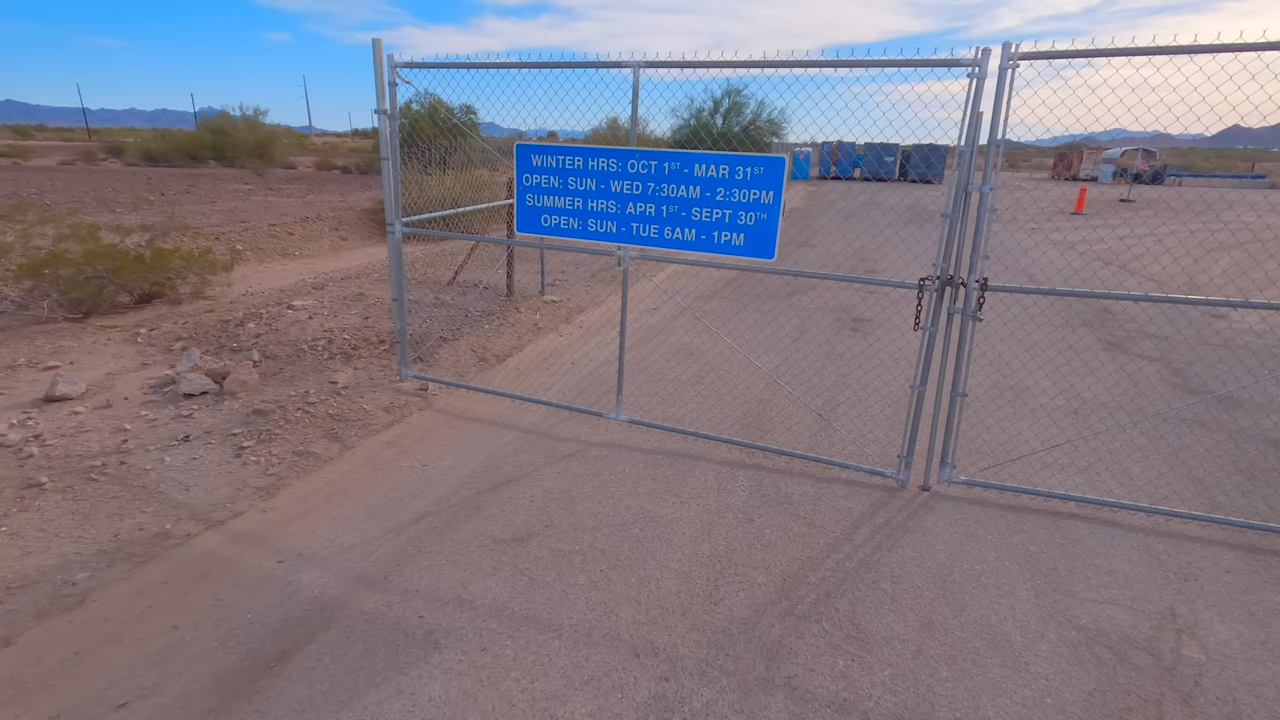 WINTER HRS: OCT 1ST - MAR 31ST
OPEN: SUN - WED 7:30AM - 2:30PM
SUMMER HRS: APR 1ST - SEPT 30TH
OPEN: SUN - TUE 6AM - 1PM